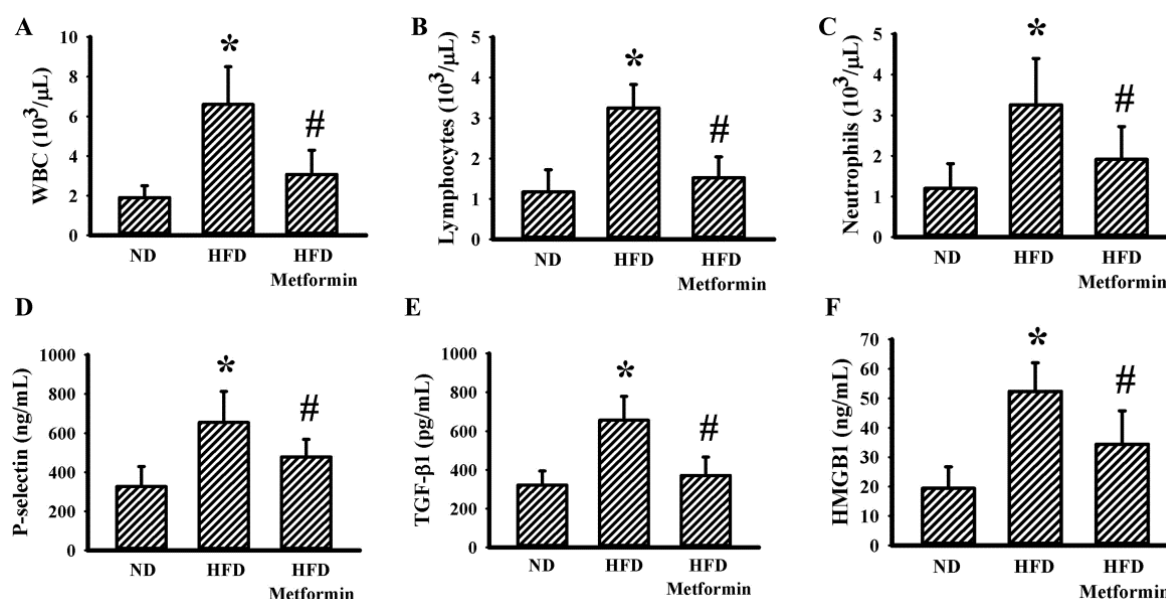 A
WBC (10³/μL)
10
8
6
4
2
0
*
#
ND
HFD
HFD
Metformin
B
Lymphocytes (10³/μL)
5
4
3
2
1
0
*
#
ND
HFD
HFD
Metformin
C
Neutrophils (10³/μL)
5
4
3
2
1
0
*
#
ND
HFD
HFD
Metformin
D
P-selectin (ng/mL)
1000
800
600
400
200
0
*
#
ND
HFD
HFD
Metformin
E
TGF-β1 (pg/mL)
1000
800
600
400
200
0
*
#
ND
HFD
HFD
Metformin
F
HMGB1 (ng/mL)
70
60
50
40
30
20
10
0
*
#
ND
HFD
HFD
Metformin